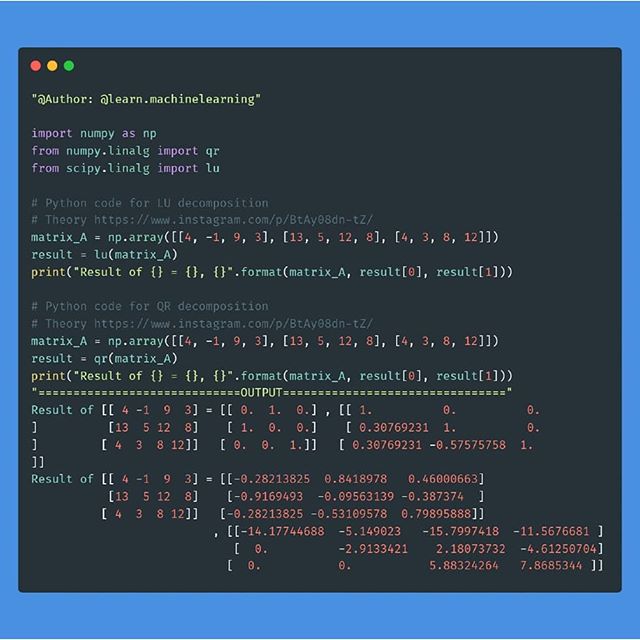 "@Author: @learn.machinelearning"
import numpy as np
from numpy.linalg import qr
from scipy.linalg import lu
# Python code for LU decomposition
# Theory https://www.instagram.com/p/BtAy08dn-tZ/
matrix_A = np.array([[4, -1, 9, 3], [13, 5, 12, 8], [4, 3, 8, 12]])
result = lu(matrix_A)
print("Result of {} = {}, {}".format(matrix_A, result[0], result[1]))
# Python code for QR decomposition
# Theory https://www.instagram.com/p/BtAy08dn-tZ/
matrix_A = np.array([[4, -1, 9, 3], [13, 5, 12, 8], [4, 3, 8, 12]])
result = qr(matrix_A)
print("Result of {} = {}, {}".format(matrix_A, result[0], result[1]))
"=============================OUTPUT================================"
Result of [[ 4 -1  9  3] = [[ 0.  1.  0.] , [[ 1.          0.          0.
]          [13  5 12  8]    [ 1.  0.  0.]    [ 0.30769231  1.          0.
]         [ 4  3  8 12]]   [ 0.  0.  1.]]   [ 0.30769231 -0.57575758  1.
]]
Result of [[ 4 -1  9  3] = [[-0.28213825  0.8418978   0.46000663]
           [13  5 12  8]    [-0.9169493  -0.09563139 -0.387374  ]
          [ 4  3  8 12]]   [-0.28213825 -0.53109578  0.79895888]]
                          , [[-14.17744688  -5.149023   -15.7997418  -11.5676681 ]
                             [  0.          -2.9133421    2.18073732  -4.61250704]
                            [  0.           0.           5.88324264   7.8685344 ]]